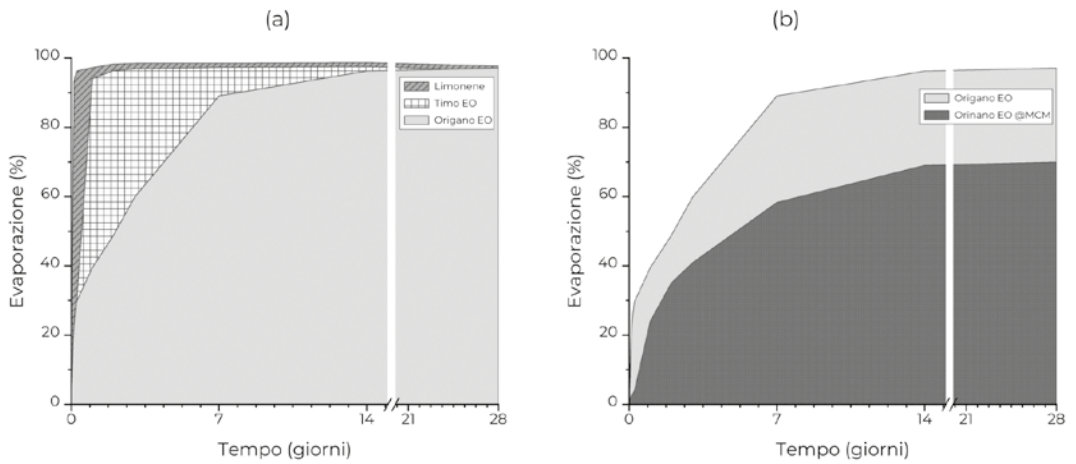 (a)
100
80
60
40
20
0
Evaporazione (%)
Limonene
Timo EO
Origano EO
0 7 14 21 28
Tempo (giorni)
(b)
100
80
60
40
20
0
Evaporazione (%)
Origano EO
Orinano EO @MCM
0 7 14 21 28
Tempo (giorni)